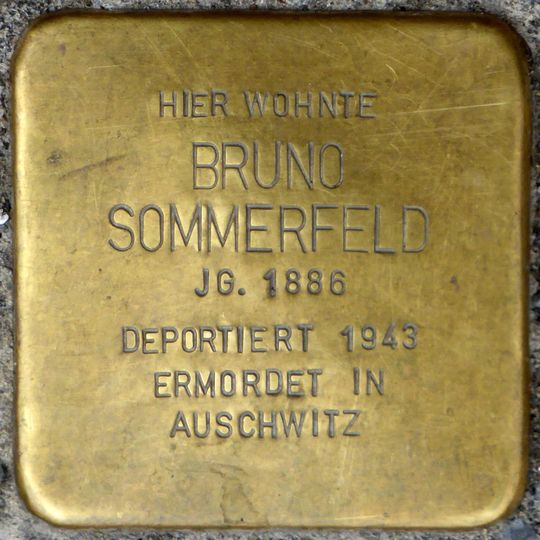 HIER WOHNTE
BRUNO
SOMMERFELD
JG. 1886
DEPORTIERT 1943
ERMORDET IN
AUSCHWITZ